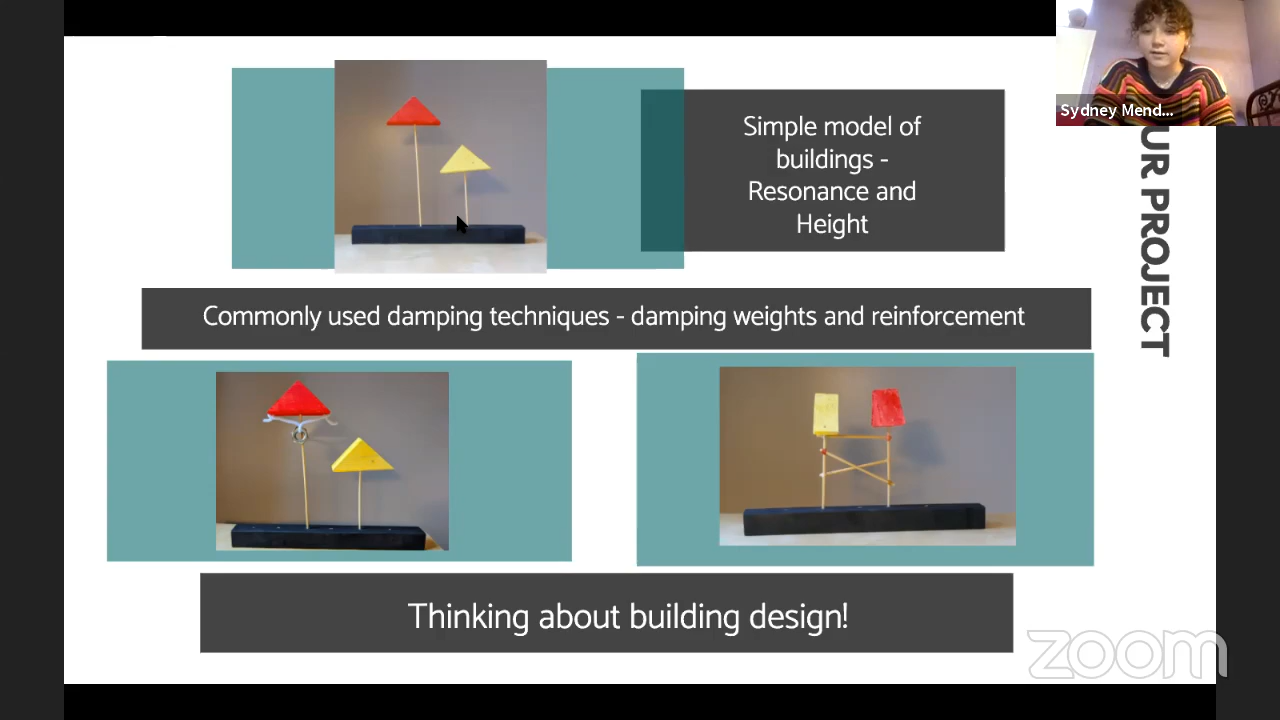 Simple model of
buildings -
Resonance and
Height
Sydney Mend...
UR PROJECT
Commonly used damping techniques - damping weights and reinforcement
Thinking about building design!
zoom